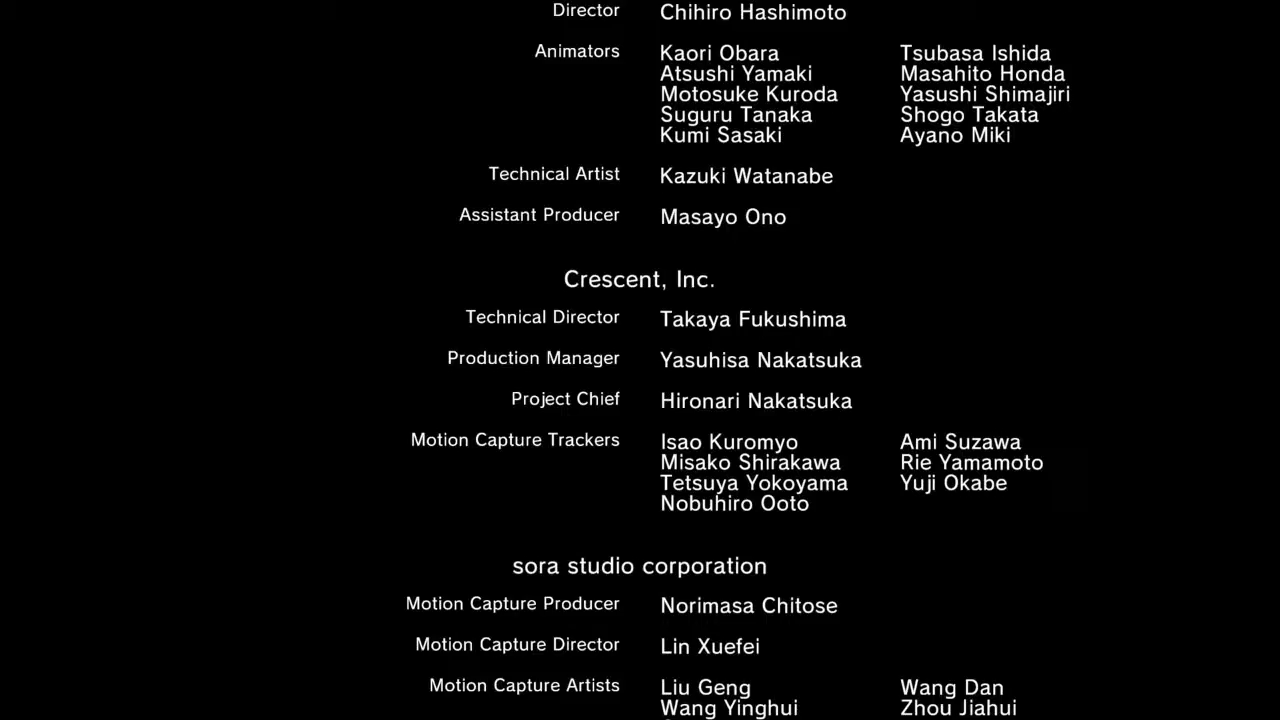 Director Chihiro Hashimoto
Animators Kaori Obara Tsubasa Ishida
Atsushi Yamaki Masahito Honda
Motosuke Kuroda Yasushi Shimajiri
Suguru Tanaka Shogo Takata
Kumi Sasaki Ayano Miki
Technical Artist Kazuki Watanabe
Assistant Producer Masayo Ono
Crescent, Inc.
Technical Director Takaya Fukushima
Production Manager Yasuhisa Nakatsuka
Project Chief Hironari Nakatsuka
Motion Capture Trackers Isao Kuromyo Ami Suzawa
Misako Shirakawa Rie Yamamoto
Tetsuya Yokoyama Yuji Okabe
Nobuhiro Ooto
sora studio corporation
Motion Capture Producer Norimasa Chitose
Motion Capture Director Lin Xuefei
Motion Capture Artists Liu Geng Wang Dan
Wang Yinghui Zhou Jiahui